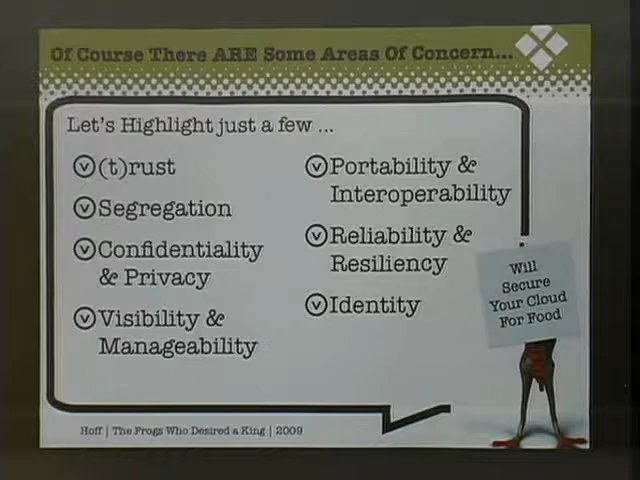 Of Course There ARE Some Areas Of Concern...
Let's Highlight just a few ...
(t)rust
Segregation
Confidentiality
& Privacy
Visibility &
Manageability
Portability &
Interoperability
Reliability &
Resiliency
Identity
Will
Secure
Your Cloud
For Food
Hoff | The Frogs Who Desired a King | 2009